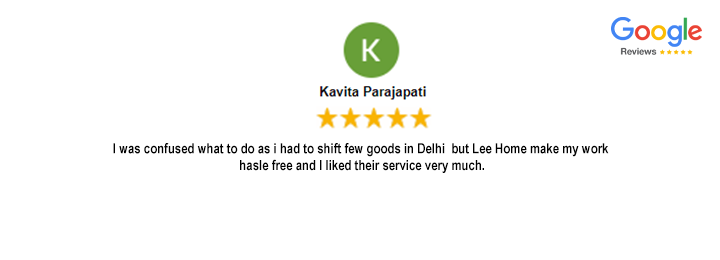 Google
Reviews ★★★★★
K
Kavita Parajapati
★★★★★
I was confused what to do as i had to shift few goods in Delhi but Lee Home make my work
hasle free and I liked their service very much.